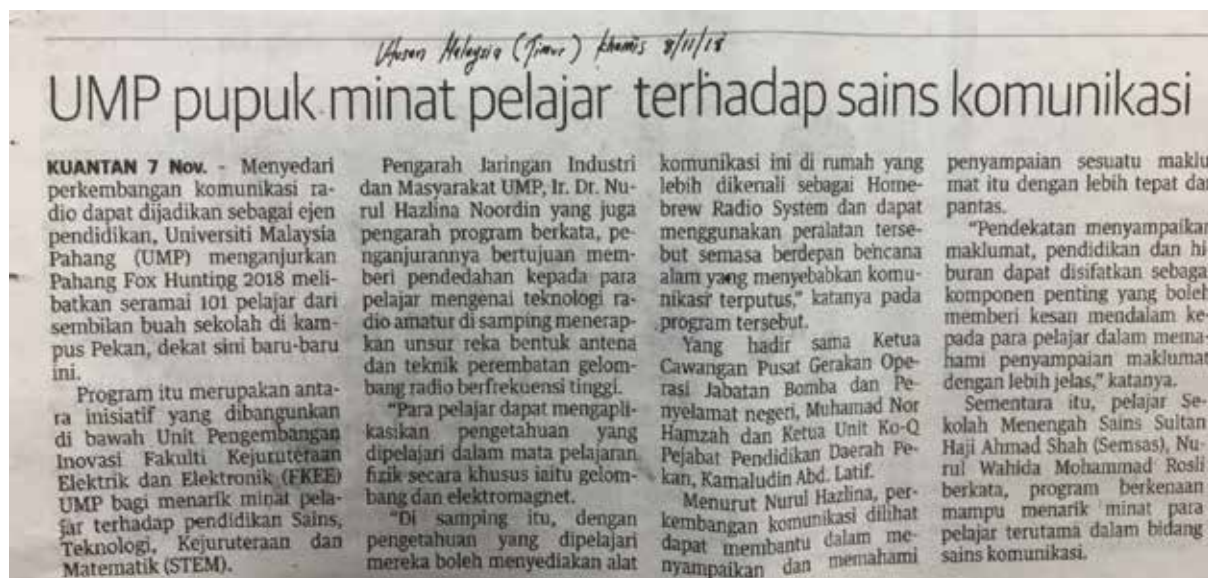 Utusan Malaysia (Timur) Khamis 8/11/18
UMP pupuk minat pelajar terhadap sains komunikasi
KUANTAN 7 Nov. - Menyedari
perkembangan komunikasi ra-
dio dapat dijadikan sebagai ejen
pendidikan, Universiti Malaysia
Pahang (UMP) menganjurkan
Pahang Fox Hunting 2018 meli-
batkan seramai 101 pelajar dari
sembilan buah sekolah di kam-
pus Pekan, dekat sini baru-baru
ini.
Program itu merupakan anta-
ra inisiatif yang dibangunkan
di bawah Unit Pengembangan
Inovasi Fakulti Kejuruteraan
Elektrik dan Elektronik (FKEE)
UMP bagi menarik minat pela-
jar terhadap pendidikan Sains,
Teknologi, Kejuruteraan dan
Matematik (STEM).
Pengarah Jaringan Industri
dan Masyarakat UMP, Ir. Dr. Nu-
rul Hazlina Noordin yang juga
pengarah program berkata, pe-
nganjurannya bertujuan mem-
beri pendedahan kepada para
pelajar mengenai teknologi ra-
dio amatur di samping menerap-
kan unsur reka bentuk antena
dan teknik perembatan gelom-
bang radio berfrekuensi tinggi.
"Para pelajar dapat mengapli-
kasikan pengetahuan yang
dipelajari dalam mata pelajaran
fizik secara khusus iaitu gelom-
bang dan elektromagnet.
"Di samping itu, dengan
pengetahuan yang dipelajari
mereka boleh menyediakan alat
komunikasi ini di rumah yang
lebih dikenali sebagai Home-
brew Radio System dan dapat
menggunakan peralatan terse-
but semasa berdepan bencana
alam yang menyebabkan komu-
nikasi terputus," katanya pada
program tersebut.
Yang hadir sama Ketua
Cawangan Pusat Gerakan Ope-
rasi Jabatan Bomba dan Pe-
nyelamat negeri, Muhamad Nor
Hamzah dan Ketua Unit Ko-Q
Pejabat Pendidikan Daerah Pe-
kan, Kamaludin Abd. Latif.
Menurut Nurul Hazlina, per-
kembangan komunikasi dilihat
dapat membantu dalam me-
nyampaikan dan memahami
penyampaian sesuatu maklu
mat itu dengan lebih tepat dan
pantas.
"Pendekatan menyampaikan
maklumat, pendidikan dan hi-
buran dapat disifatkan sebagai
komponen penting yang boleh
memberi kesan mendalam ke-
pada para pelajar dalam mema-
hami penyampaian maklumat
dengan lebih jelas," katanya.
Sementara itu, pelajar Se-
kolah Menengah Sains Sultan
Haji Ahmad Shah (Semsas), Nu-
rul Wahida Mohammad Rosli
berkata, program berkenaan
mampu menarik minat para
pelajar terutama dalam bidang
sains komunikasi.